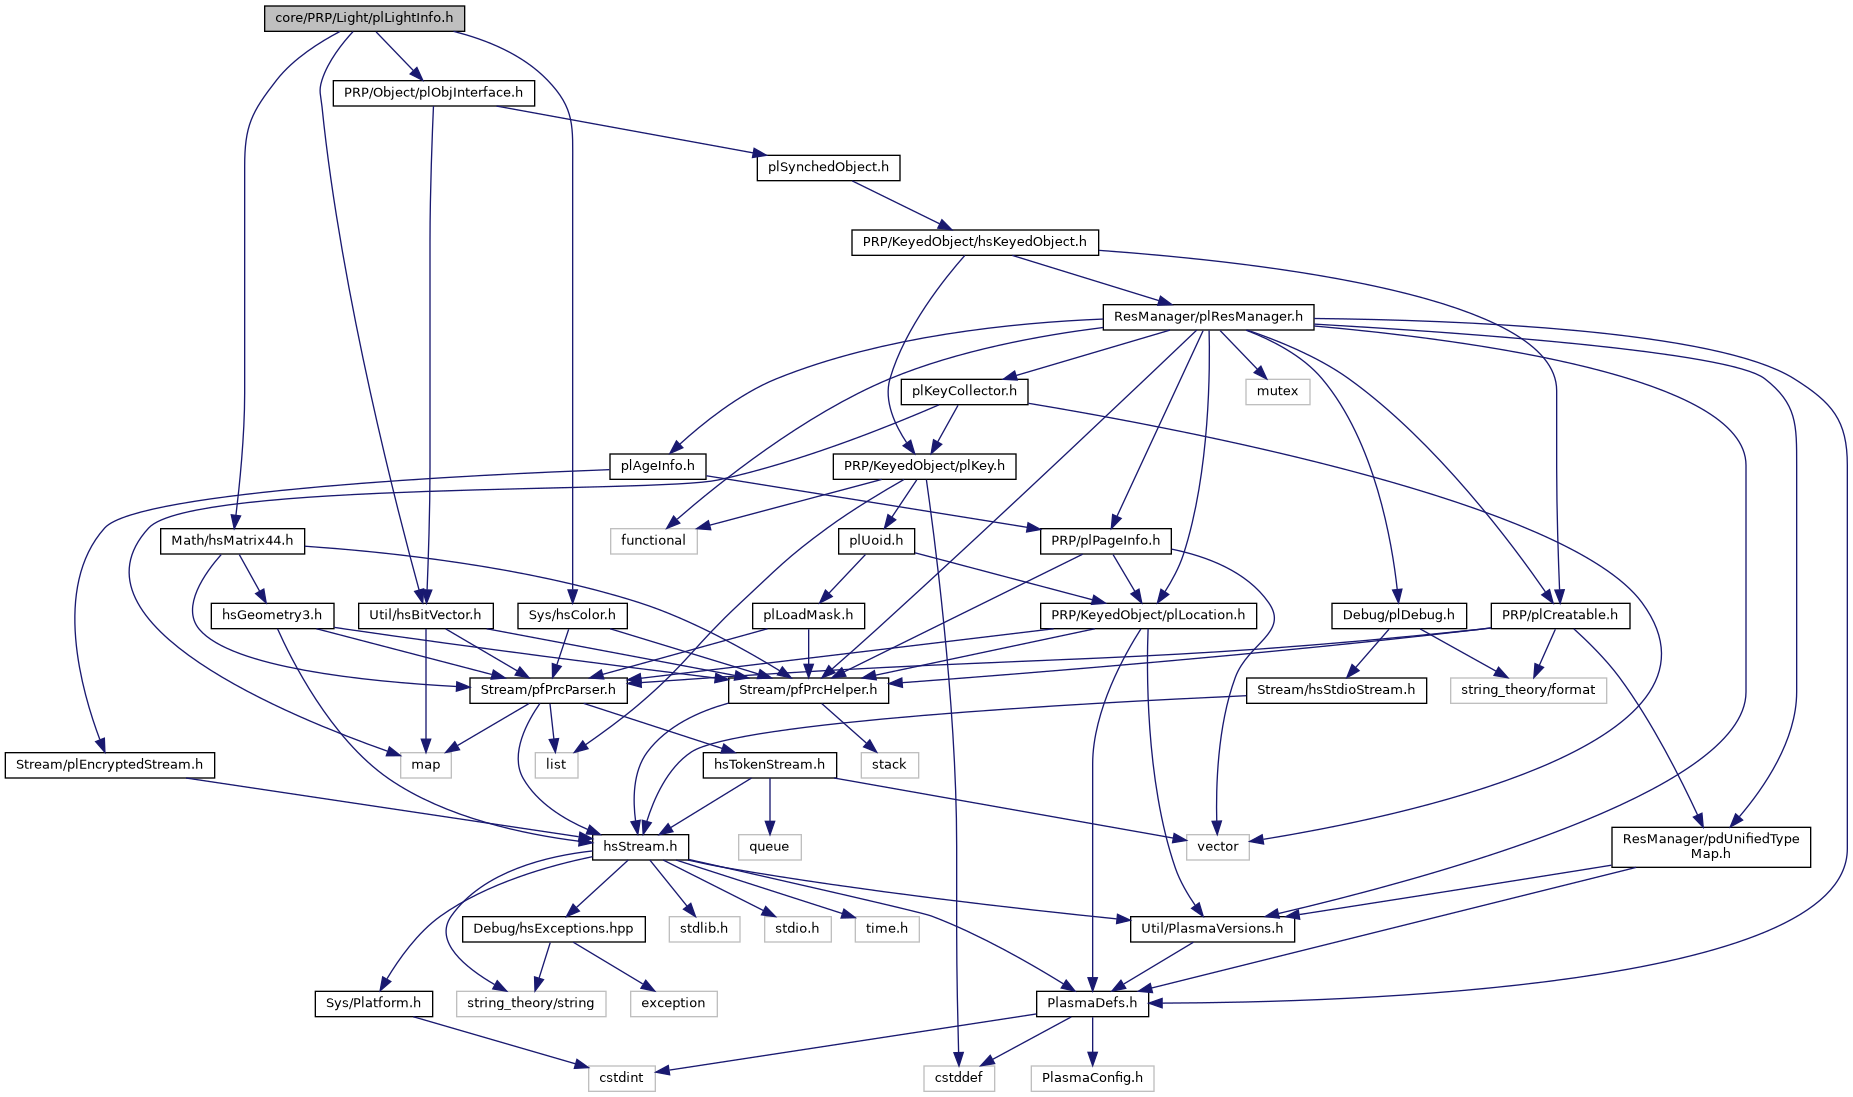 core/PRP/Light/plLightInfo.h
PRP/Object/plObjInterface.h
plSynchedObject.h
PRP/KeyedObject/hsKeyedObject.h
ResManager/plResManager.h
plKeyCollector.h
mutex
plAgeInfo.h
PRP/KeyedObject/plKey.h
Math/hsMatrix44.h
functional
plUoid.h
PRP/plPageInfo.h
hsGeometry3.h
Util/hsBitVector.h
Sys/hsColor.h
plLoadMask.h
PRP/KeyedObject/plLocation.h
Debug/plDebug.h
PRP/plCreatable.h
Stream/pfPrcParser.h
Stream/pfPrcHelper.h
Stream/hsStdioStream.h
string_theory/format
Stream/plEncryptedStream.h
map
list
hsTokenStream.h
stack
hsStream.h
queue
vector
ResManager/pdUnifiedType
Map.h
Debug/hsExceptions.hpp
stdlib.h
stdio.h
time.h
Util/PlasmaVersions.h
Sys/Platform.h
string_theory/string
exception
PlasmaDefs.h
cstdint
cstddef
PlasmaConfig.h